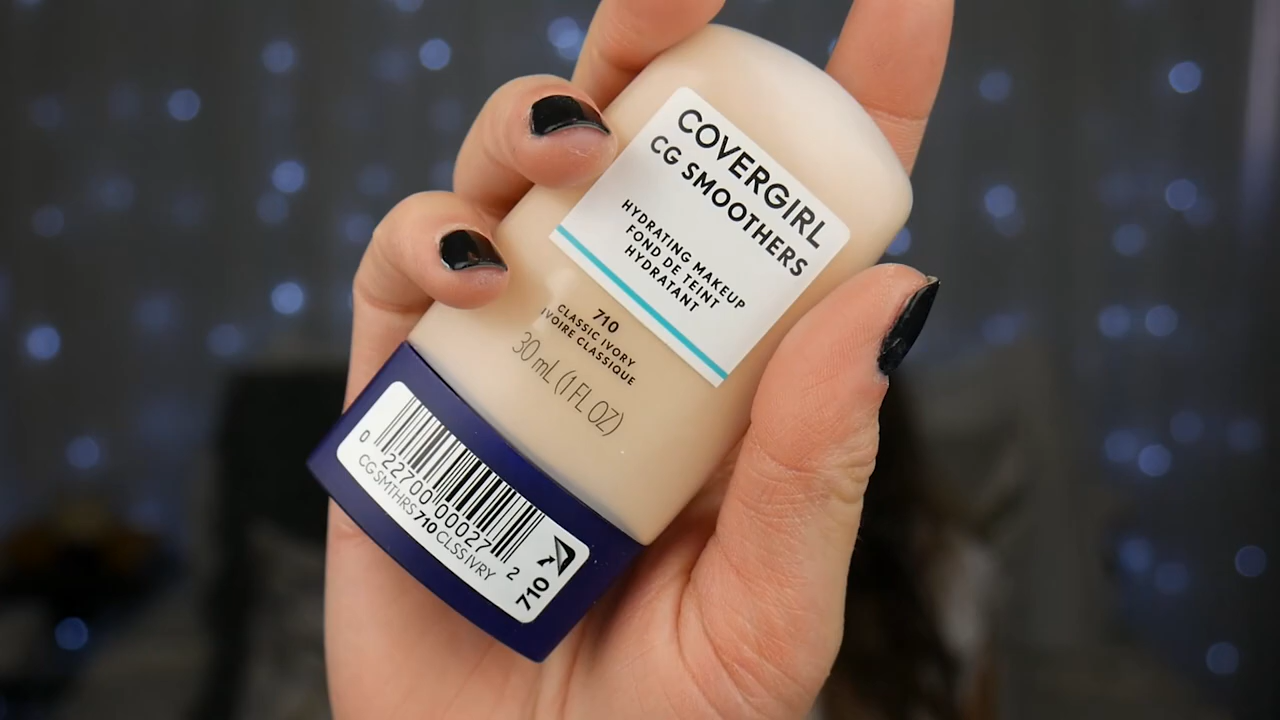 COVERGIRL
CG SMOOTHERS
HYDRATING MAKEUP
FOND DE TEINT
HYDRATANT
710
CLASSIC IVORY
IVOIRE CLASSIQUE
30 mL (1 FL OZ)
0 22700 00027 2
CG SMTHRS 710 CLSS IVRY
710